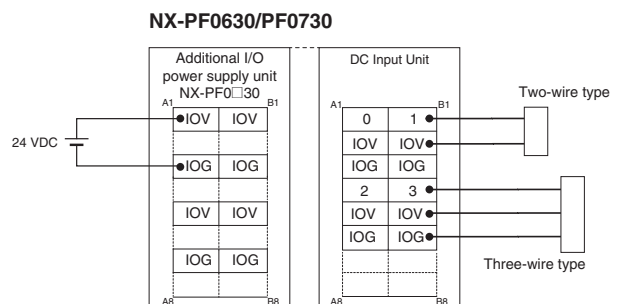 NX-PF0630/PF0730
Additional I/O
power supply unit
NX-PF0□30
DC Input Unit
A1
B1
A1
B1
Two-wire type
IOV
IOV
0
1
24 VDC
IOV
IOV
IOG
IOG
IOG
IOG
2
3
IOV
IOV
IOV
IOV
IOG
IOG
IOG
IOG
Three-wire type
A8
B8
A8
B8